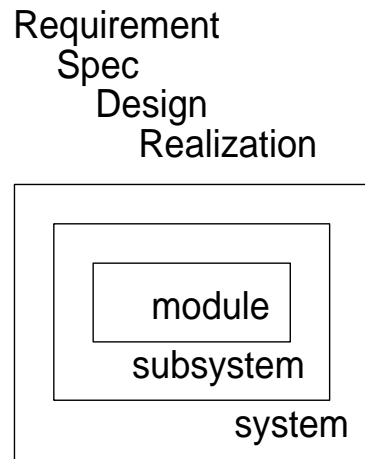 Requirement
Spec
Design
Realization
module
subsystem
system